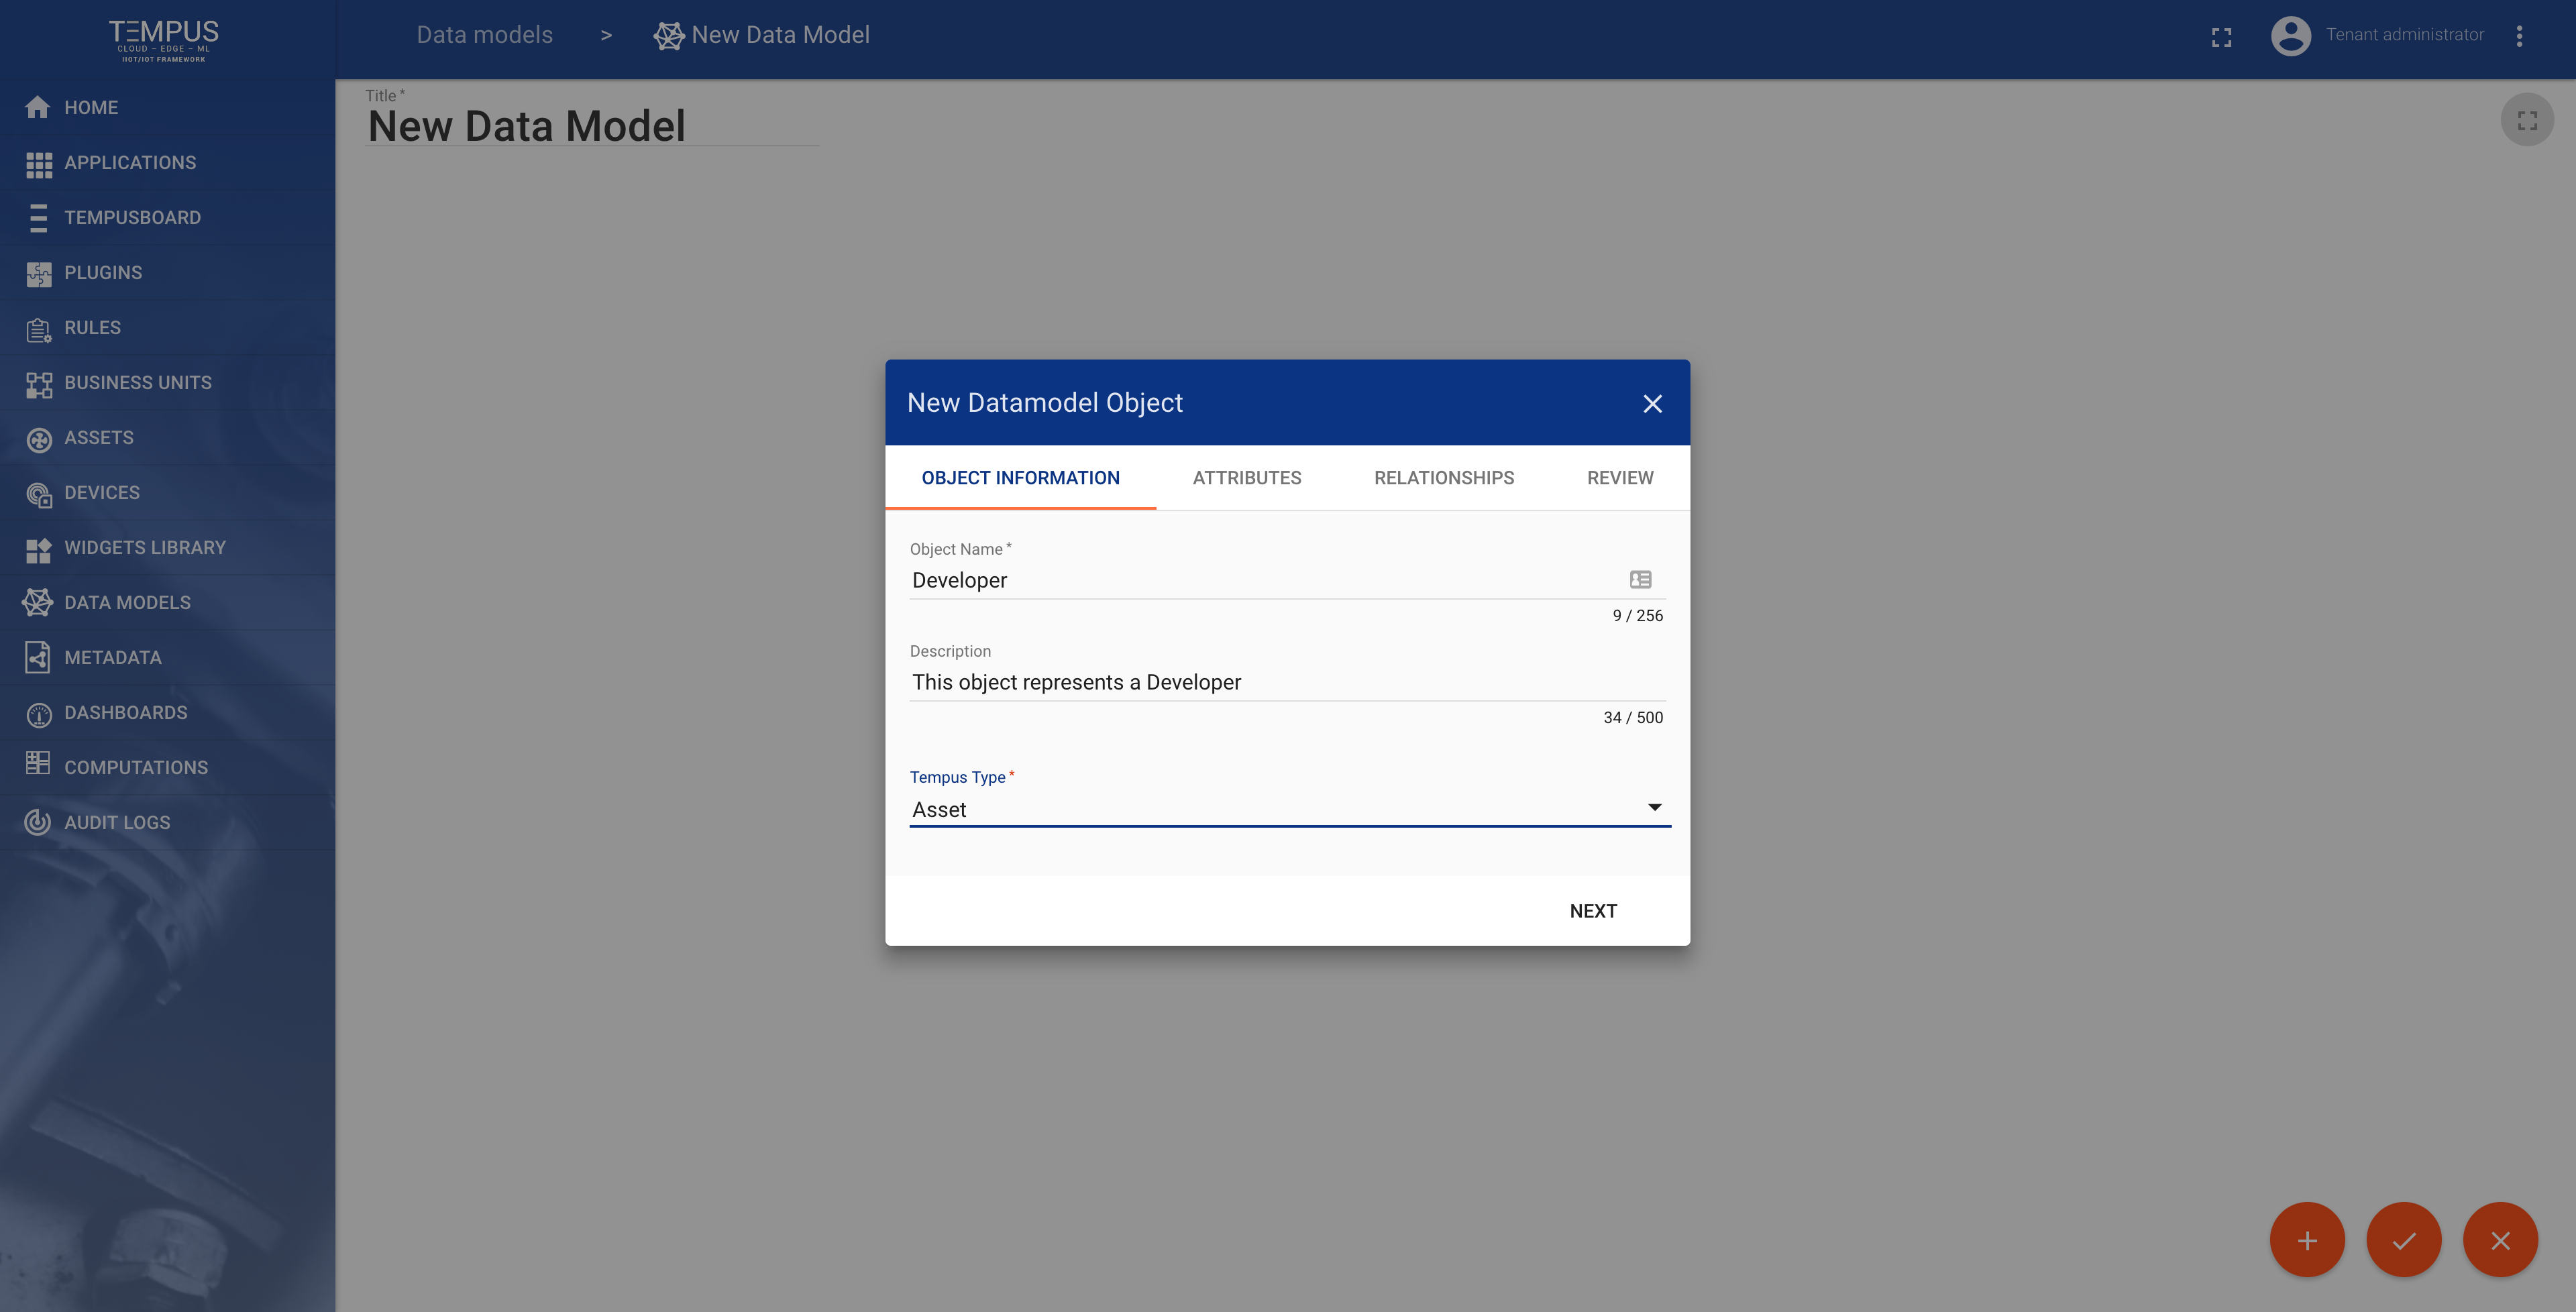 TEMPUS
CLOUD – EDGE – ML
IIOT/IOT FRAMEWORK
Data models > New Data Model
Tenant administrator
HOME
APPLICATIONS
TEMPUSBOARD
PLUGINS
RULES
BUSINESS UNITS
ASSETS
DEVICES
WIDGETS LIBRARY
DATA MODELS
METADATA
DASHBOARDS
COMPUTATIONS
AUDIT LOGS
Title *
New Data Model
New Datamodel Object
OBJECT INFORMATION ATTRIBUTES RELATIONSHIPS REVIEW
Object Name *
Developer
9 / 256
Description
This object represents a Developer
34 / 500
Tempus Type *
Asset
NEXT